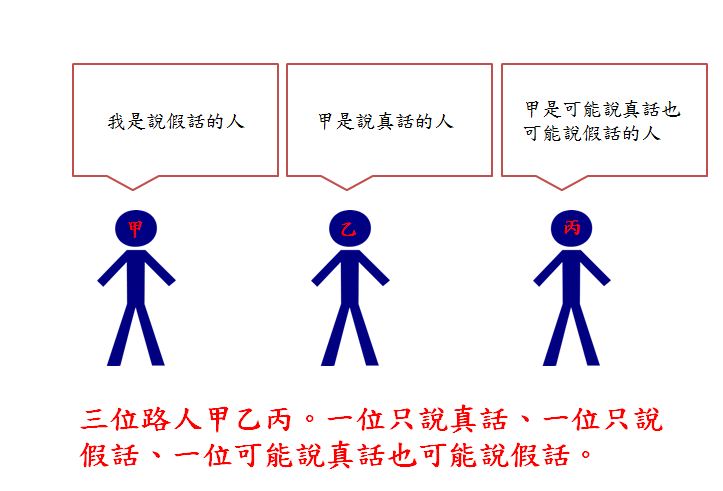 我是說假話的人
甲是說真話的人
甲是可能說真話也
可能說假話的人
甲
乙
丙
三位路人甲乙丙。一位只說真話、一位只說
假話、一位可能說真話也可能說假話。